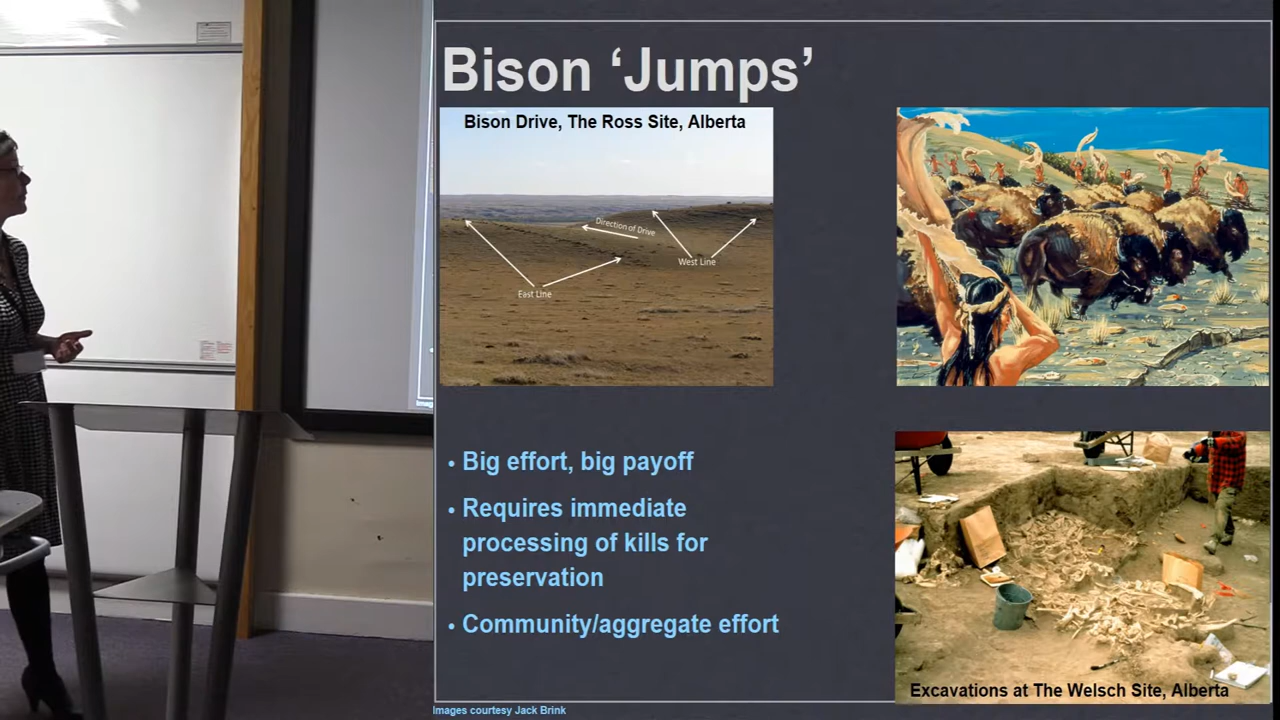 Bison ‘Jumps’
Bison Drive, The Ross Site, Alberta
Direction of Drive
West Line
East Line
• Big effort, big payoff
• Requires immediate
processing of kills for
preservation
• Community/aggregate effort
Excavations at The Welsch Site, Alberta
Images courtesy Jack Brink